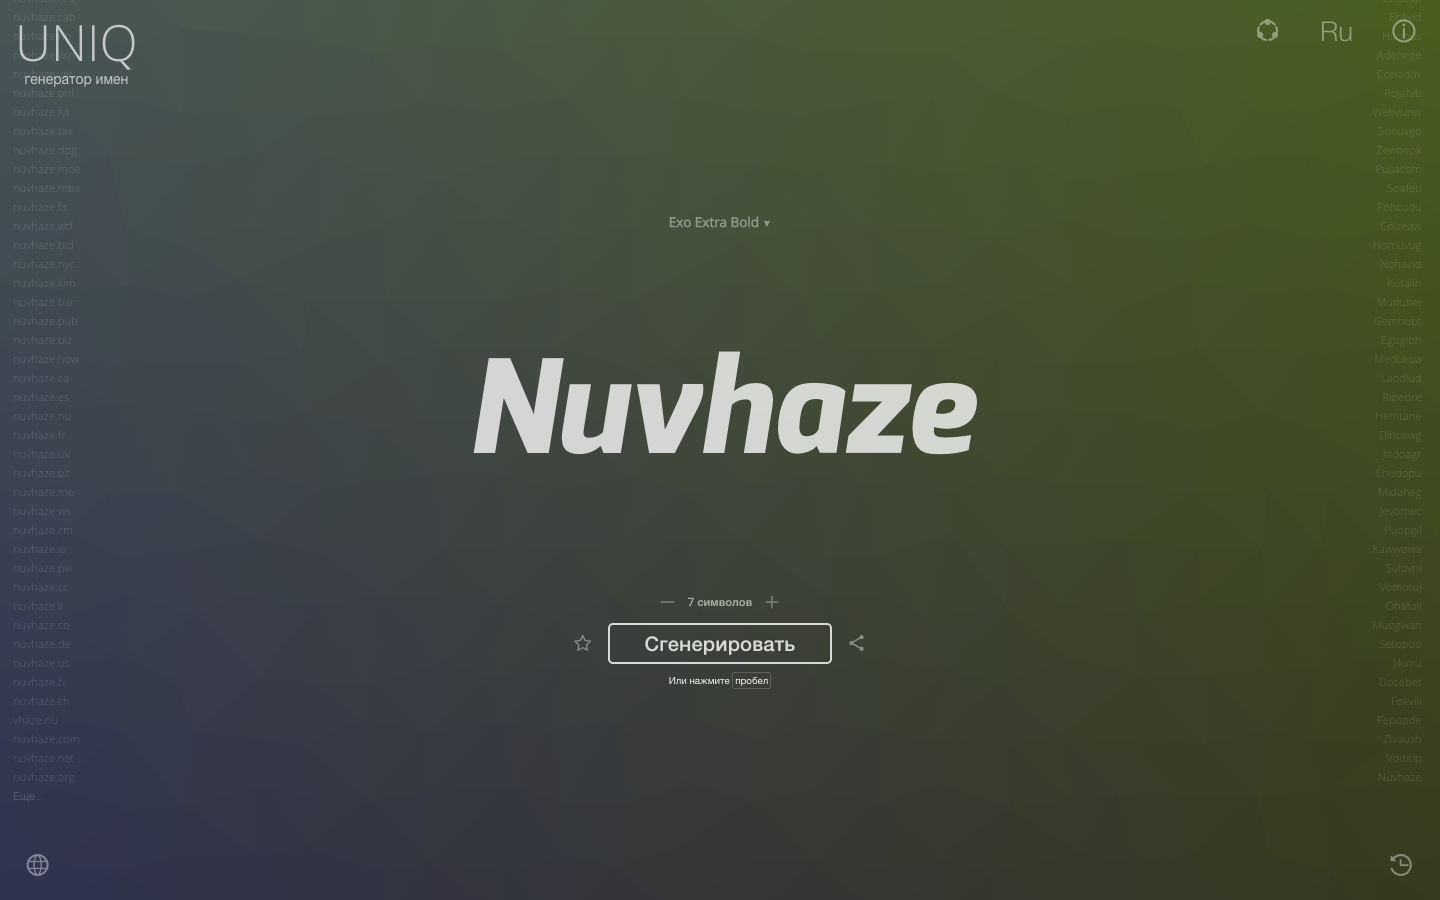 UNIQ
генератор имен
Ru
nuvhaze.cab
nuvhaze.onl
nuvhaze.fyi
nuvhaze.tax
nuvhaze.dog
nuvhaze.moe
nuvhaze.mba
nuvhaze.fit
nuvhaze.wtf
nuvhaze.bid
nuvhaze.nyc
nuvhaze.kim
nuvhaze.bar
nuvhaze.pub
nuvhaze.biz
nuvhaze.how
nuvhaze.ca
nuvhaze.es
nuvhaze.nu
nuvhaze.fr
nuvhaze.uk
nuvhaze.bz
nuvhaze.me
nuvhaze.ws
nuvhaze.cm
nuvhaze.id
nuvhaze.pw
nuvhaze.cc
nuvhaze.li
nuvhaze.co
nuvhaze.de
nuvhaze.us
nuvhaze.tv
nuvhaze.ch
vhaze.nu
nuvhaze.com
nuvhaze.net
nuvhaze.org
Еще...
Exo Extra Bold ▾
Nuvhaze
7 символов
Сгенерировать
Или нажмите пробел
Adehege
Cowadav
Rojahib
Webvunw
Sonuvgo
Zewoepk
Pusacom
Soafeti
Pohcudu
Colzeaw
Homuvug
Nohazid
Kutalih
Muduhej
Gemhubt
Egogibh
Medukua
Laodlud
Ripedre
Hemtane
Dincowg
Jodoagr
Enudopu
Midaheg
Jevomec
Puopgil
Kawwowa
Sufovni
Vomotuj
Ohafuli
Muogwan
Setopoo
Jikirru
Docebet
Fokvili
Fepoode
Zivaush
Voditip
Nuvhaze